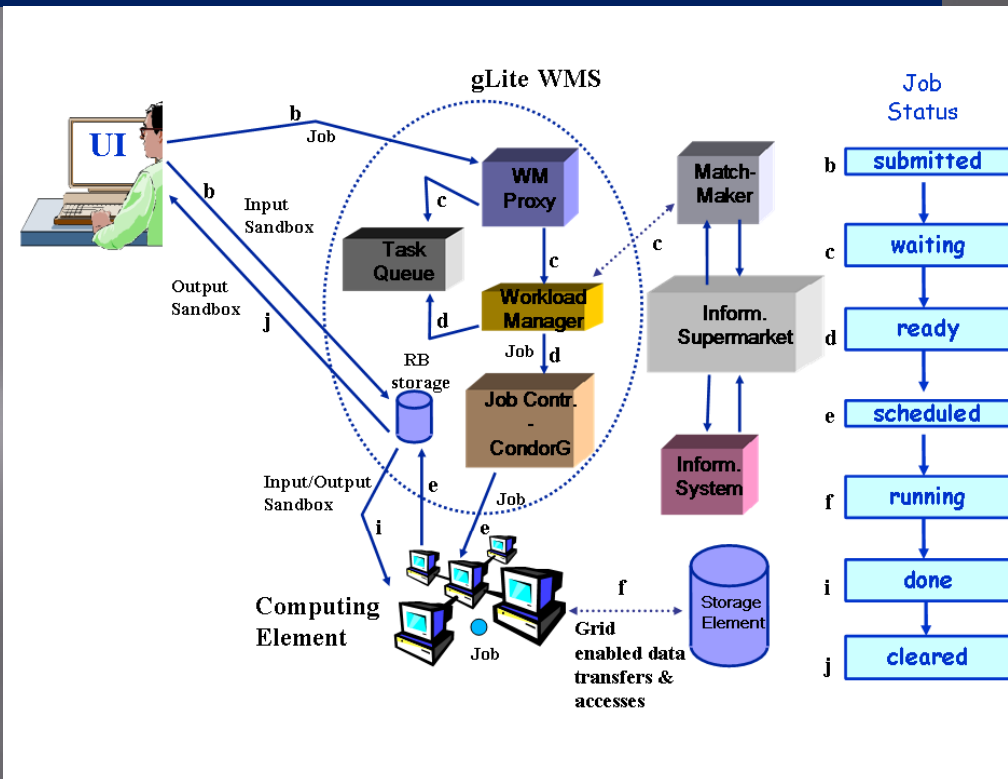 gLite WMS
Job
Status
UI
b
Job
b
Input
Sandbox
Output
Sandbox
j
WM
Proxy
c
Task
Queue
c
Match-
Maker
c
Workload
Manager
d
Job
d
Inform.
Supermarket
RB
storage
Job Contr.
-
CondorG
Inform.
System
Input/Output
Sandbox
i
e
Job
e
Computing
Element
Job
f
Grid
enabled data
transfers &
accesses
Storage
Element
b
submitted
c
waiting
d
ready
e
scheduled
f
running
i
done
j
cleared